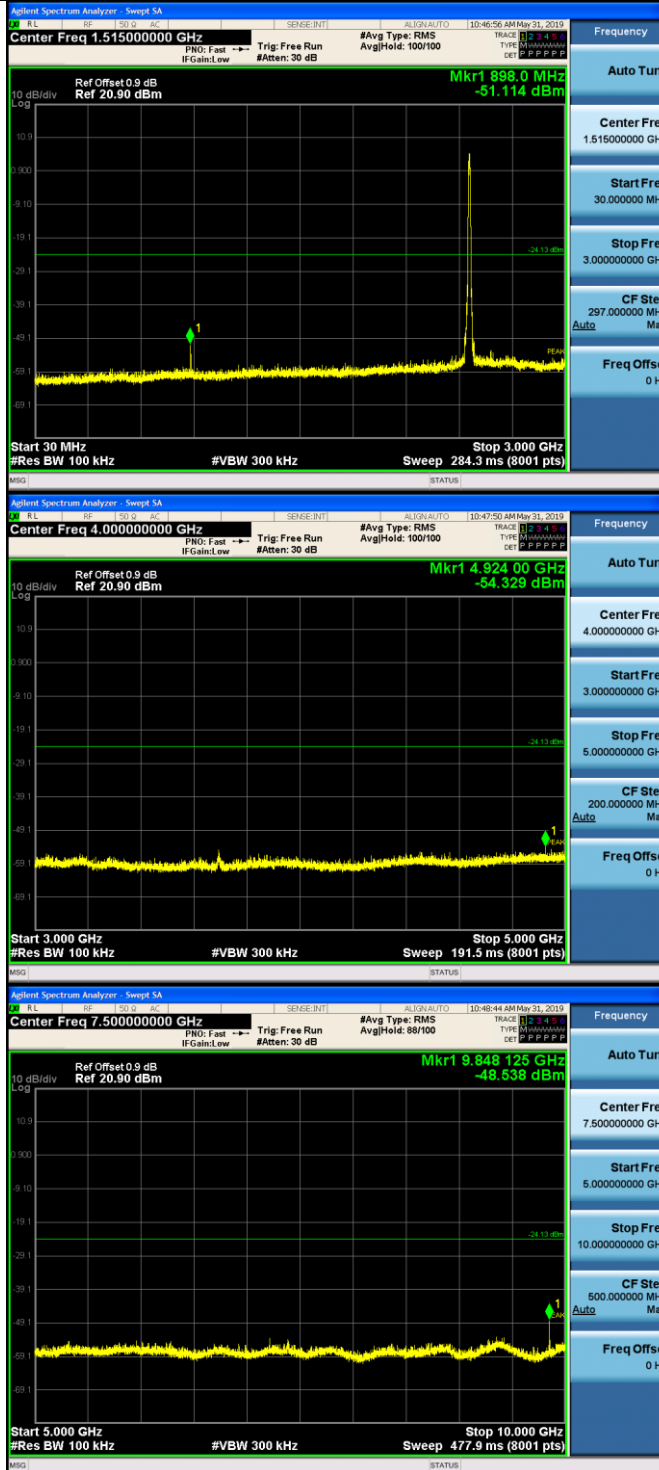 Agilent Spectrum Analyzer - Swept SA
RL RF 50 Ω AC SENSE:INT ALIGNAUTO 10:46:56 AM May 31, 2019
Center Freq 1.515000000 GHz
PNO: Fast Trig: Free Run #Avg Type: RMS TRACE 1 2 3 4 5 6
IFGain:Low #Atten: 30 dB Avg|Hold: 100/100 TYPE M
DET P P P P P P
Frequency
Mkr1 898.0 MHz
-51.114 dBm
Ref Offset 0.9 dB
10 dB/div Ref 20.90 dBm
Log
10.9
0.900
-9.10
-19.1
-24.13 dBm
-29.1
-39.1
-49.1
1
PEAK
-59.1
-69.1
Start 30 MHz Stop 3.000 GHz
#Res BW 100 kHz #VBW 300 kHz Sweep 284.3 ms (8001 pts)
MSG STATUS
Auto Tun
Center Fre
1.515000000 GH
Start Fre
30.000000 MH
Stop Fre
3.000000000 GH
CF Ste
297.000000 MH
Auto Ma
Freq Offse
0 H
Agilent Spectrum Analyzer - Swept SA
RL RF 50 Ω AC SENSE:INT ALIGNAUTO 10:47:50 AM May 31, 2019
Center Freq 4.000000000 GHz
PNO: Fast Trig: Free Run #Avg Type: RMS TRACE 1 2 3 4 5 6
IFGain:Low #Atten: 30 dB Avg|Hold: 100/100 TYPE M
DET P P P P P P
Frequency
Mkr1 4.924 00 GHz
-54.329 dBm
Ref Offset 0.9 dB
10 dB/div Ref 20.90 dBm
Log
10.9
0.900
-9.10
-19.1
-24.13 dBm
-29.1
-39.1
-49.1
1
PEAK
-59.1
-69.1
Start 3.000 GHz Stop 5.000 GHz
#Res BW 100 kHz #VBW 300 kHz Sweep 191.5 ms (8001 pts)
MSG STATUS
Auto Tun
Center Fre
4.000000000 GH
Start Fre
3.000000000 GH
Stop Fre
5.000000000 GH
CF Ste
200.000000 MH
Auto Ma
Freq Offse
0 H
Agilent Spectrum Analyzer - Swept SA
RL RF 50 Ω AC SENSE:INT ALIGNAUTO 10:48:44 AM May 31, 2019
Center Freq 7.500000000 GHz
PNO: Fast Trig: Free Run #Avg Type: RMS TRACE 1 2 3 4 5 6
IFGain:Low #Atten: 30 dB Avg|Hold: 88/100 TYPE M
DET P P P P P P
Frequency
Mkr1 9.848 125 GHz
-48.538 dBm
Ref Offset 0.9 dB
10 dB/div Ref 20.90 dBm
Log
10.9
0.900
-9.10
-19.1
-24.13 dBm
-29.1
-39.1
1
-49.1
-59.1
-69.1
Start 5.000 GHz Stop 10.000 GHz
#Res BW 100 kHz #VBW 300 kHz Sweep 477.9 ms (8001 pts)
MSG STATUS
Auto Tun
Center Fre
7.500000000 GH
Start Fre
5.000000000 GH
Stop Fre
10.000000000 GH
CF Ste
500.000000 MH
Auto Ma
Freq Offse
0 H